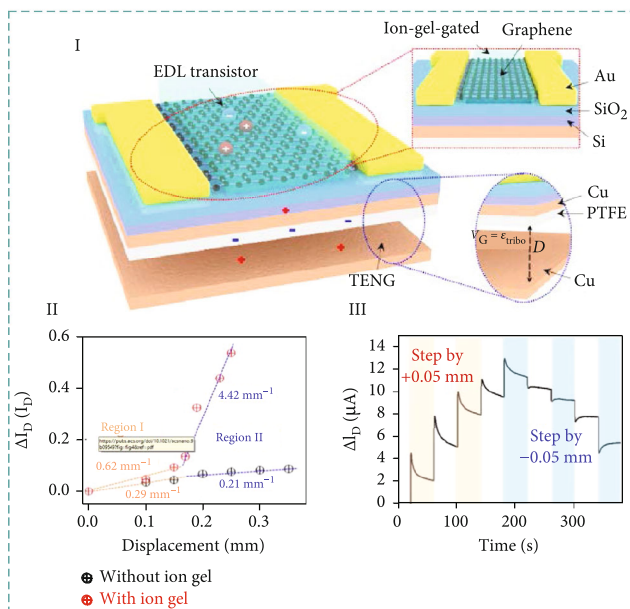 I
Ion-gel-gated
Graphene
EDL transistor
Au
SiO2
Si
Cu
PTFE
VG = εtribo
D
TENG
Cu
II
III
ΔID (ID)
0.6
0.4
0.2
0.0
4.42 mm−1
Region I
Region II
0.62 mm−1
0.29 mm−1
0.21 mm−1
0.0
0.1
0.2
0.3
Displacement (mm)
Without ion gel
With ion gel
ΔID (μA)
14
12
10
8
6
4
2
0
Step by
+0.05 mm
Step by
−0.05 mm
0
100
200
300
Time (s)